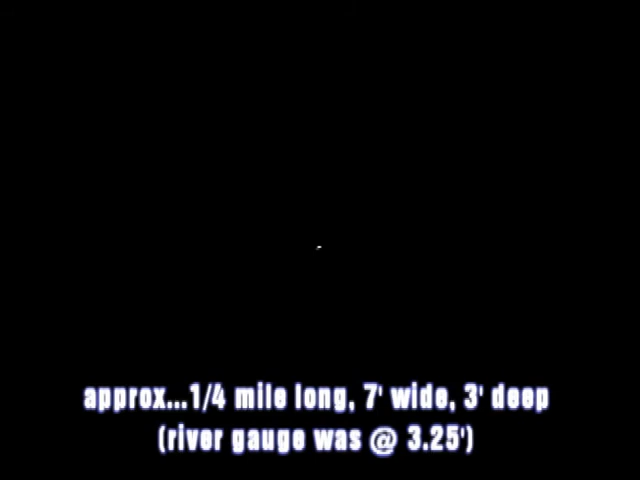 approx...1/4 mile long, 7' wide, 3' deep
(river gauge was @ 3.25')